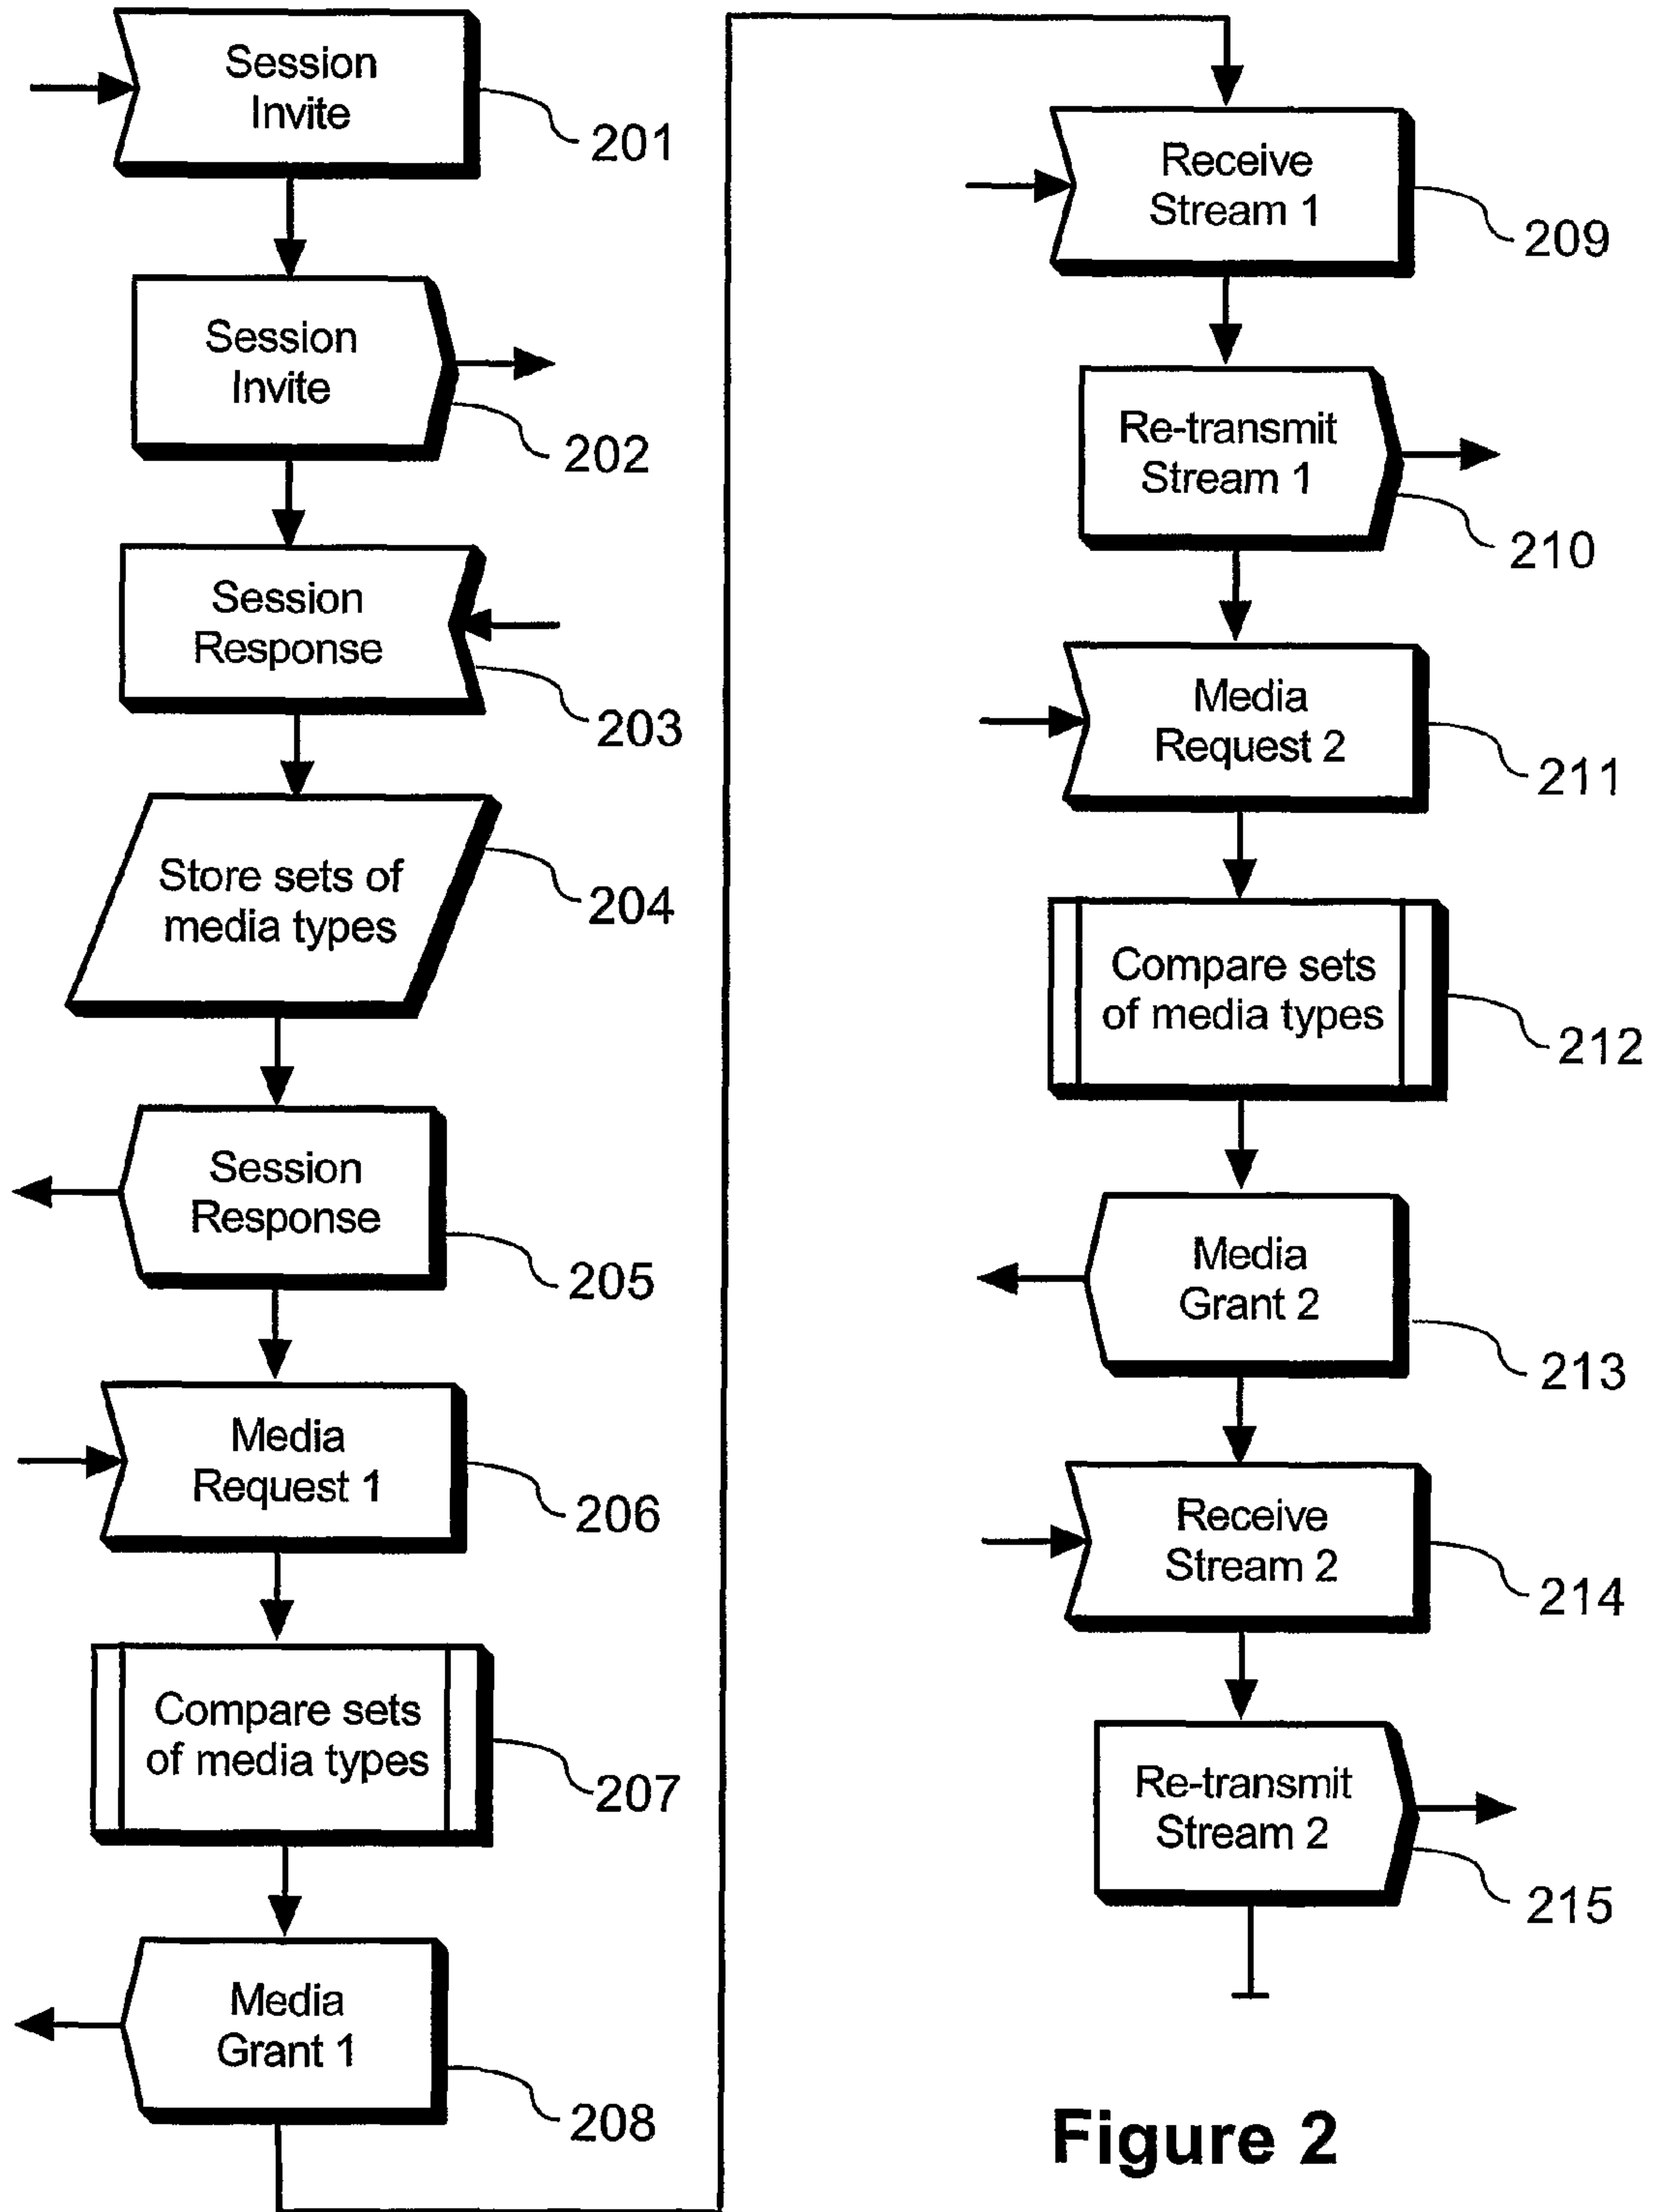 Session
Invite
201
Session
Invite
202
Session
Response
203
Store sets of
media types
204
Session
Response
205
Media
Request 1
206
Compare sets
of media types
207
Media
Grant 1
208
Receive
Stream 1
209
Re-transmit
Stream 1
210
Media
Request 2
211
Compare sets
of media types
212
Media
Grant 2
213
Receive
Stream 2
214
Re-transmit
Stream 2
215
Figure 2